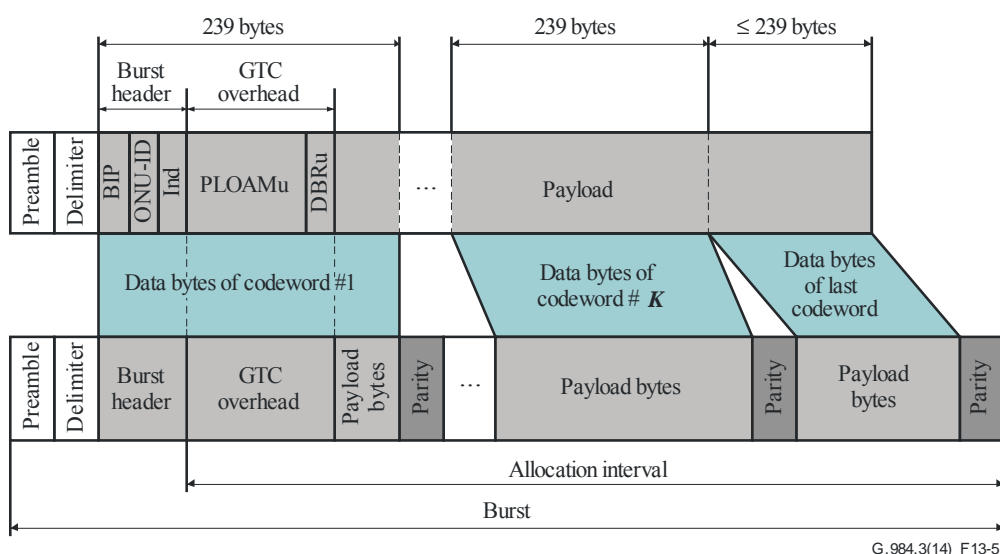 239 bytes
239 bytes
≤ 239 bytes
Burst
header
GTC
overhead
Preamble
Delimiter
BIP
ONU-ID
Ind
PLOAMu
DBRu
...
Payload
Data bytes of codeword #1
Data bytes of
codeword # K
Data bytes
of last
codeword
Preamble
Delimiter
Burst
header
GTC
overhead
Payload
bytes
Parity
...
Payload bytes
Parity
Payload
bytes
Parity
Allocation interval
Burst
G.984.3(14)_F13-5